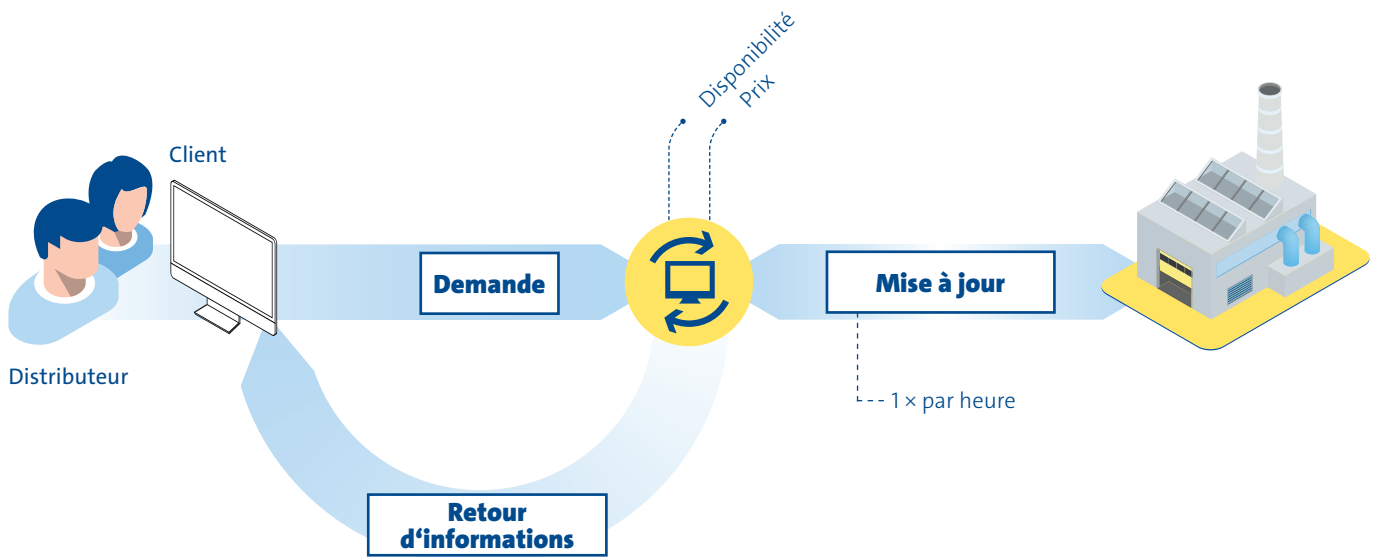 Disponibilité
Prix
Client
Demande
Mise à jour
Distributeur
1 × par heure
Retour
d‘informations